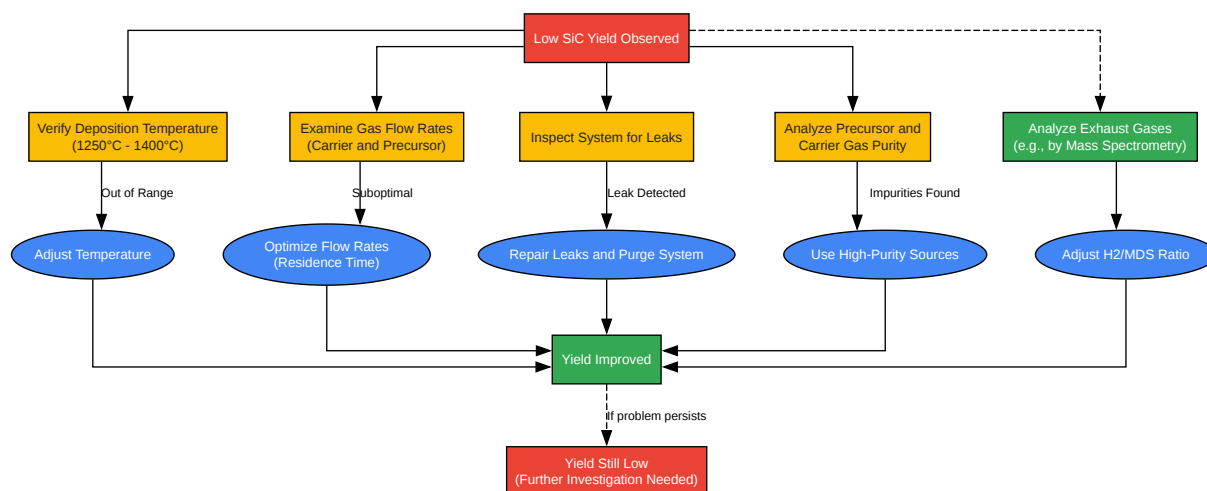 Low SiC Yield Observed
Verify Deposition Temperature
(1250°C - 1400°C)
Examine Gas Flow Rates
(Carrier and Precursor)
Inspect System for Leaks
Analyze Precursor and
Carrier Gas Purity
Analyze Exhaust Gases
(e.g., by Mass Spectrometry)
Out of Range
Suboptimal
Leak Detected
Impurities Found
Adjust Temperature
Optimize Flow Rates
(Residence Time)
Repair Leaks and Purge System
Use High-Purity Sources
Adjust H2/MDS Ratio
Yield Improved
If problem persists
Yield Still Low
(Further Investigation Needed)